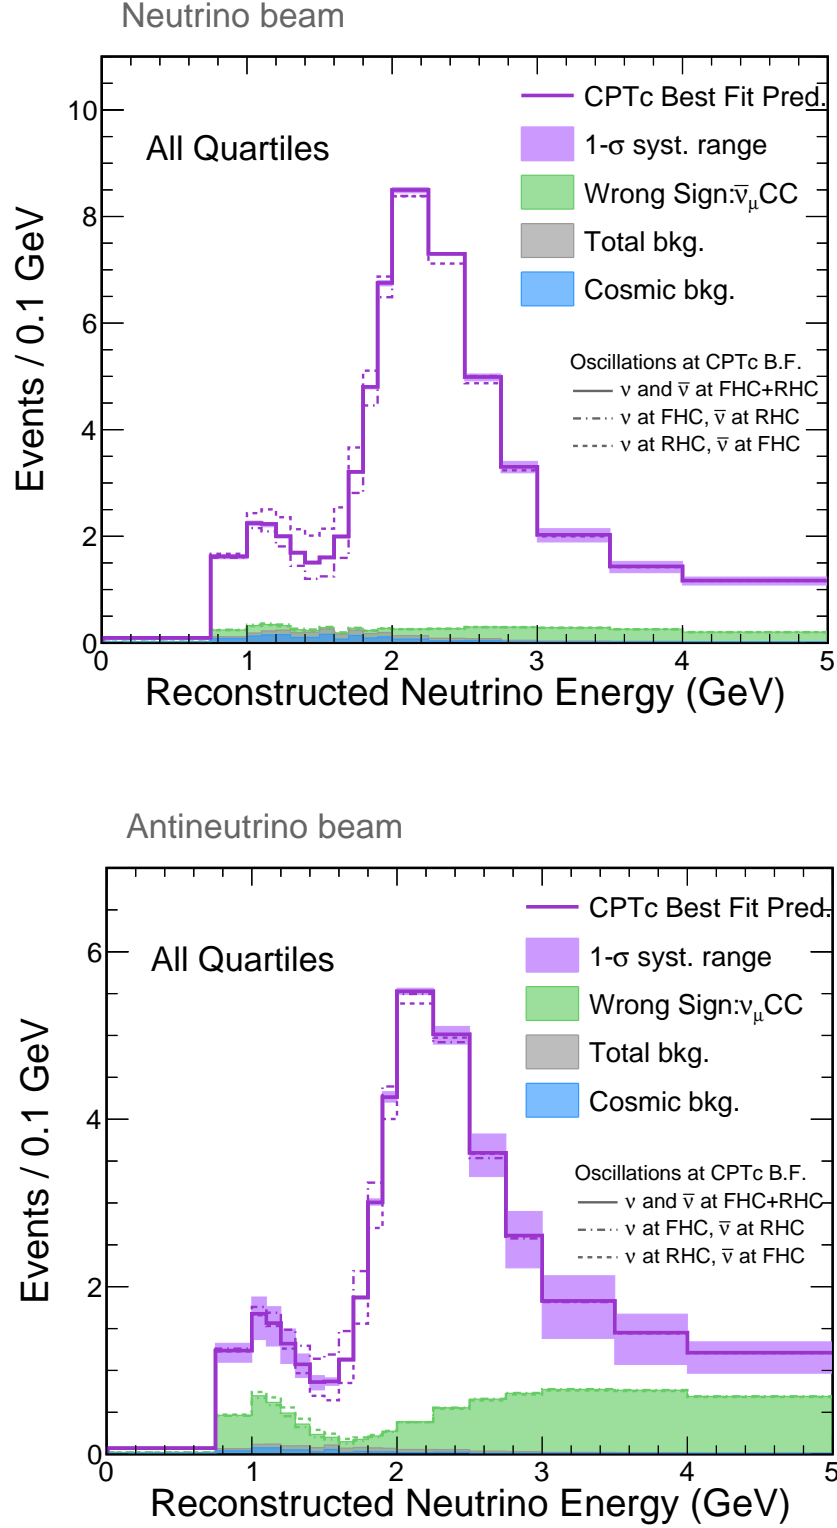 Neutrino beam
10
8
6
4
2
0
Events / 0.1 GeV
All Quartiles
CPTc Best Fit Pred.
1-σ syst. range
Wrong Sign:ν̄μCC
Total bkg.
Cosmic bkg.
Oscillations at CPTc B.F.
ν and ν̄ at FHC+RHC
ν at FHC, ν̄ at RHC
ν at RHC, ν̄ at FHC
0 1 2 3 4 5
Reconstructed Neutrino Energy (GeV)
Antineutrino beam
6
4
2
0
Events / 0.1 GeV
All Quartiles
CPTc Best Fit Pred.
1-σ syst. range
Wrong Sign:νμCC
Total bkg.
Cosmic bkg.
Oscillations at CPTc B.F.
ν and ν̄ at FHC+RHC
ν at FHC, ν̄ at RHC
ν at RHC, ν̄ at FHC
0 1 2 3 4 5
Reconstructed Neutrino Energy (GeV)